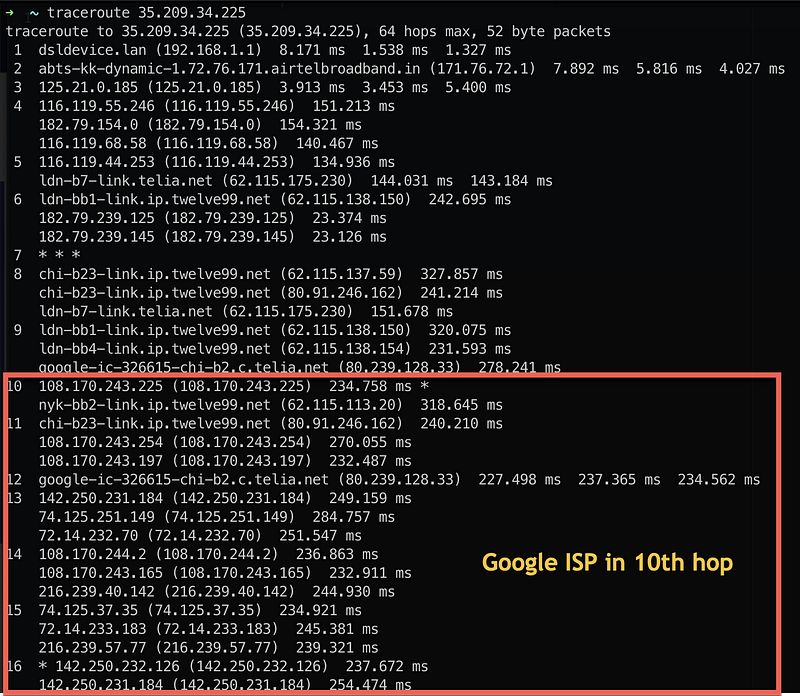 → ~ traceroute 35.209.34.225
traceroute to 35.209.34.225 (35.209.34.225), 64 hops max, 52 byte packets
1 dsldevice.lan (192.168.1.1) 8.171 ms 1.538 ms 1.327 ms
2 abts-kk-dynamic-1.72.76.171.airtelbroadband.in (171.76.72.1) 7.892 ms 5.816 ms 4.027 ms
3 125.21.0.185 (125.21.0.185) 3.913 ms 3.453 ms 5.400 ms
4 116.119.55.246 (116.119.55.246) 151.213 ms
182.79.154.0 (182.79.154.0) 154.321 ms
116.119.68.58 (116.119.68.58) 140.467 ms
5 116.119.44.253 (116.119.44.253) 134.936 ms
ldn-b7-link.telia.net (62.115.175.230) 144.031 ms 143.184 ms
6 ldn-bb1-link.ip.twelve99.net (62.115.138.150) 242.695 ms
182.79.239.125 (182.79.239.125) 23.374 ms
182.79.239.145 (182.79.239.145) 23.126 ms
7 * * *
8 chi-b23-link.ip.twelve99.net (62.115.137.59) 327.857 ms
chi-b23-link.ip.twelve99.net (80.91.246.162) 241.214 ms
ldn-b7-link.telia.net (62.115.175.230) 151.678 ms
9 ldn-bb1-link.ip.twelve99.net (62.115.138.150) 320.075 ms
ldn-bb4-link.ip.twelve99.net (62.115.138.154) 231.593 ms
google-ic-326615-chi-b2.c.telia.net (80.239.128.33) 278.241 ms
10 108.170.243.225 (108.170.243.225) 234.758 ms *
nyk-bb2-link.ip.twelve99.net (62.115.113.20) 318.645 ms
11 chi-b23-link.ip.twelve99.net (80.91.246.162) 240.210 ms
108.170.243.254 (108.170.243.254) 270.055 ms
108.170.243.197 (108.170.243.197) 232.487 ms
12 google-ic-326615-chi-b2.c.telia.net (80.239.128.33) 227.498 ms 237.365 ms 234.562 ms
13 142.250.231.184 (142.250.231.184) 249.159 ms
74.125.251.149 (74.125.251.149) 284.757 ms
72.14.232.70 (72.14.232.70) 251.547 ms
14 108.170.244.2 (108.170.244.2) 236.863 ms
108.170.243.165 (108.170.243.165) 232.911 ms
216.239.40.142 (216.239.40.142) 244.930 ms
Google ISP in 10th hop
15 74.125.37.35 (74.125.37.35) 234.921 ms
72.14.233.183 (72.14.233.183) 245.381 ms
216.239.57.77 (216.239.57.77) 239.321 ms
16 * 142.250.232.126 (142.250.232.126) 237.672 ms
142.250.231.184 (142.250.231.184) 254.474 ms